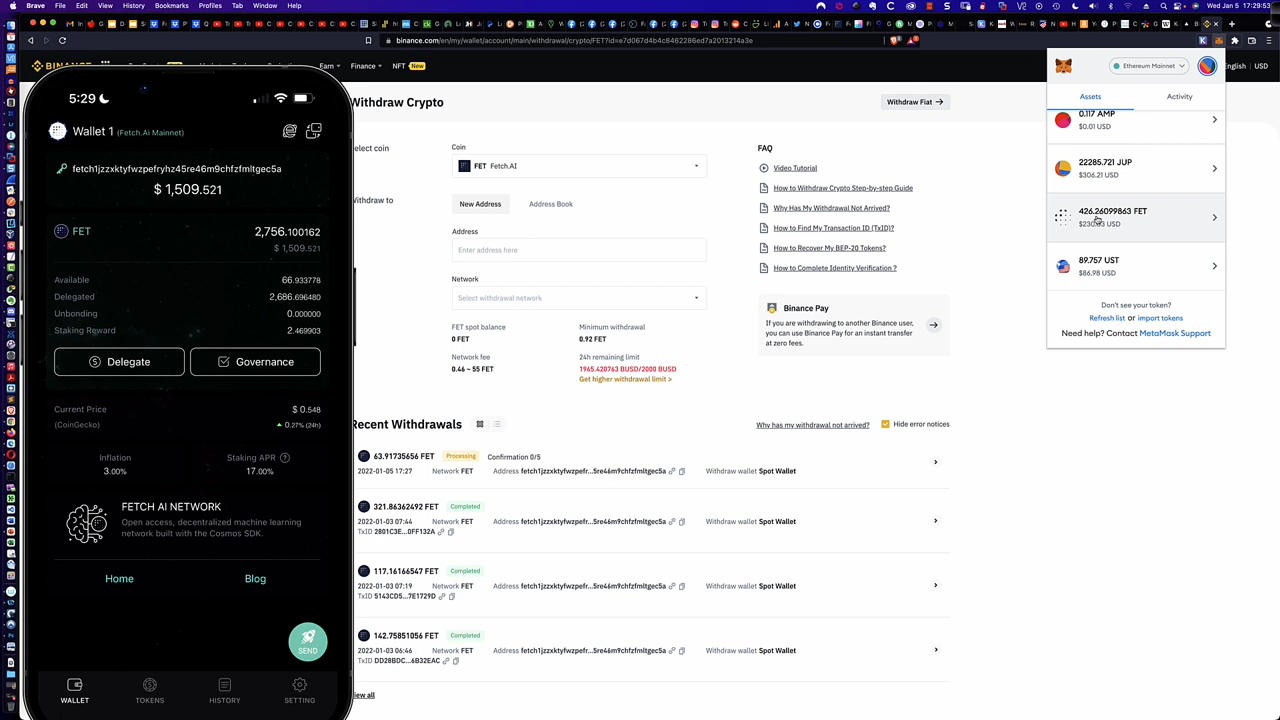 Brave File Edit View History Bookmarks Profiles Tab Window Help
Wed Jan 5 17:29:53
binance.com/en/my/wallet/account/main/withdrawal/crypto/FET?id=e7d067d4b4c8462286ed7a2013214a3e
BINANCE
Earn
Finance
NFT New
English | USD
Withdraw Crypto
Withdraw Fiat
Select coin
Coin
FET Fetch.AI
Withdraw to
New Address
Address Book
Address
Enter address here
Network
Select withdrawal network
FET spot balance
0 FET
Minimum withdrawal
0.92 FET
Network fee
0.46 ~ 55 FET
24h remaining limit
1965.420763 BUSD/2000 BUSD
Get higher withdrawal limit >
FAQ
Video Tutorial
How to Withdraw Crypto Step-by-step Guide
Why Has My Withdrawal Not Arrived?
How to Find My Transaction ID (TxID)?
How to Recover My BEP-20 Tokens?
How to Complete Identity Verification ?
Binance Pay
If you are withdrawing to another Binance user,
you can use Binance Pay for an instant transfer
at zero fees.
Recent Withdrawals
Why has my withdrawal not arrived?
Hide error notices
63.91735656 FET Processing Confirmation 0/5
2022-01-05 17:27 Network FET Address fetch1jzzxktyfwzpefr...5re46m9chfzfmltgec5a Withdraw wallet Spot Wallet
321.86362492 FET Completed
2022-01-03 07:44 Network FET Address fetch1jzzxktyfwzpefr...5re46m9chfzfmltgec5a Withdraw wallet Spot Wallet
TxID 2801C3E...0FF132A
117.16166547 FET Completed
2022-01-03 07:19 Network FET Address fetch1jzzxktyfwzpefr...5re46m9chfzfmltgec5a Withdraw wallet Spot Wallet
TxID 5143CD5...7E1729D
142.75851056 FET Completed
2022-01-03 06:46 Network FET Address fetch1jzzxktyfwzpefr...5re46m9chfzfmltgec5a Withdraw wallet Spot Wallet
TxID DD28BDC...6B32EAC
View all
5:29
Wallet 1 (Fetch.Ai Mainnet)
fetch1jzzxktyfwzpefryhz45re46m9chfzfmltgec5a
$ 1,509.521
FET 2,756.100162
$ 1,509.521
Available 66.933778
Delegated 2,686.696480
Unbonding 0.000000
Staking Reward 2.469903
Delegate
Governance
Current Price $ 0.548
(CoinGecko) 0.27% (24h)
Inflation
3.00%
Staking APR
17.00%
FETCH AI NETWORK
Open access, decentralized machine learning
network built with the Cosmos SDK.
Home
Blog
SEND
WALLET
TOKENS
HISTORY
SETTING
Ethereum Mainnet
Assets
Activity
0.117 AMP
$0.01 USD
22285.721 JUP
$306.21 USD
426.26099863 FET
USD
89.757 UST
$86.98 USD
Don't see your token?
Refresh list or import tokens
Need help? Contact MetaMask Support